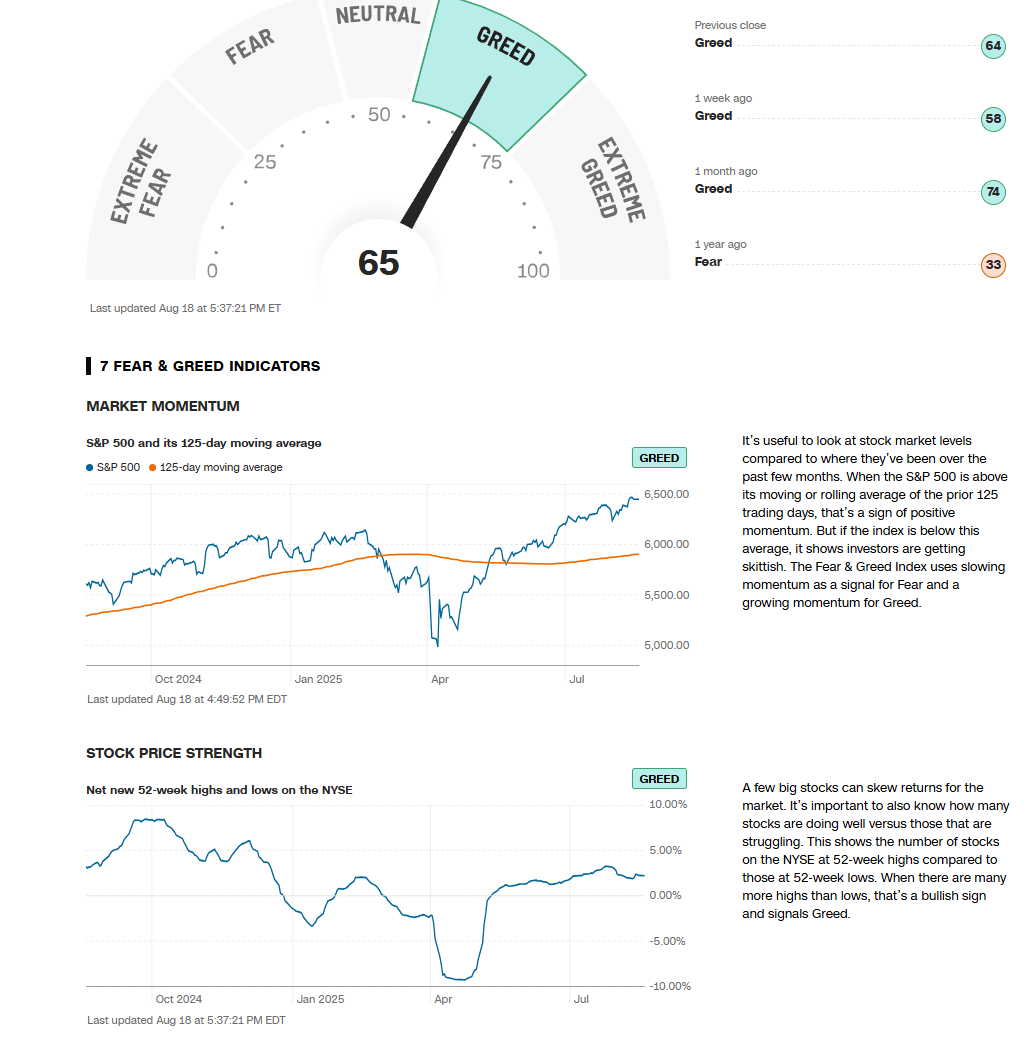 NEUTRAL
FEAR
GREED
EXTREME
FEAR
EXTREME
GREED
0
25
50
75
100
65
Last updated Aug 18 at 5:37:21 PM ET
Previous close
Greed
64
1 week ago
Greed
58
1 month ago
Greed
74
1 year ago
Fear
33
7 FEAR & GREED INDICATORS
MARKET MOMENTUM
S&P 500 and its 125-day moving average
GREED
S&P 500
125-day moving average
6,500.00
6,000.00
5,500.00
5,000.00
Oct 2024
Jan 2025
Apr
Jul
Last updated Aug 18 at 4:49:52 PM EDT
It's useful to look at stock market levels
compared to where they've been over the
past few months. When the S&P 500 is above
its moving or rolling average of the prior 125
trading days, that's a sign of positive
momentum. But if the index is below this
average, it shows investors are getting
skittish. The Fear & Greed Index uses slowing
momentum as a signal for Fear and a
growing momentum for Greed.
STOCK PRICE STRENGTH
Net new 52-week highs and lows on the NYSE
GREED
10.00%
5.00%
0.00%
-5.00%
-10.00%
Oct 2024
Jan 2025
Apr
Jul
Last updated Aug 18 at 5:37:21 PM EDT
A few big stocks can skew returns for the
market. It's important to also know how many
stocks are doing well versus those that are
struggling. This shows the number of stocks
on the NYSE at 52-week highs compared to
those at 52-week lows. When there are many
more highs than lows, that's a bullish sign
and signals Greed.